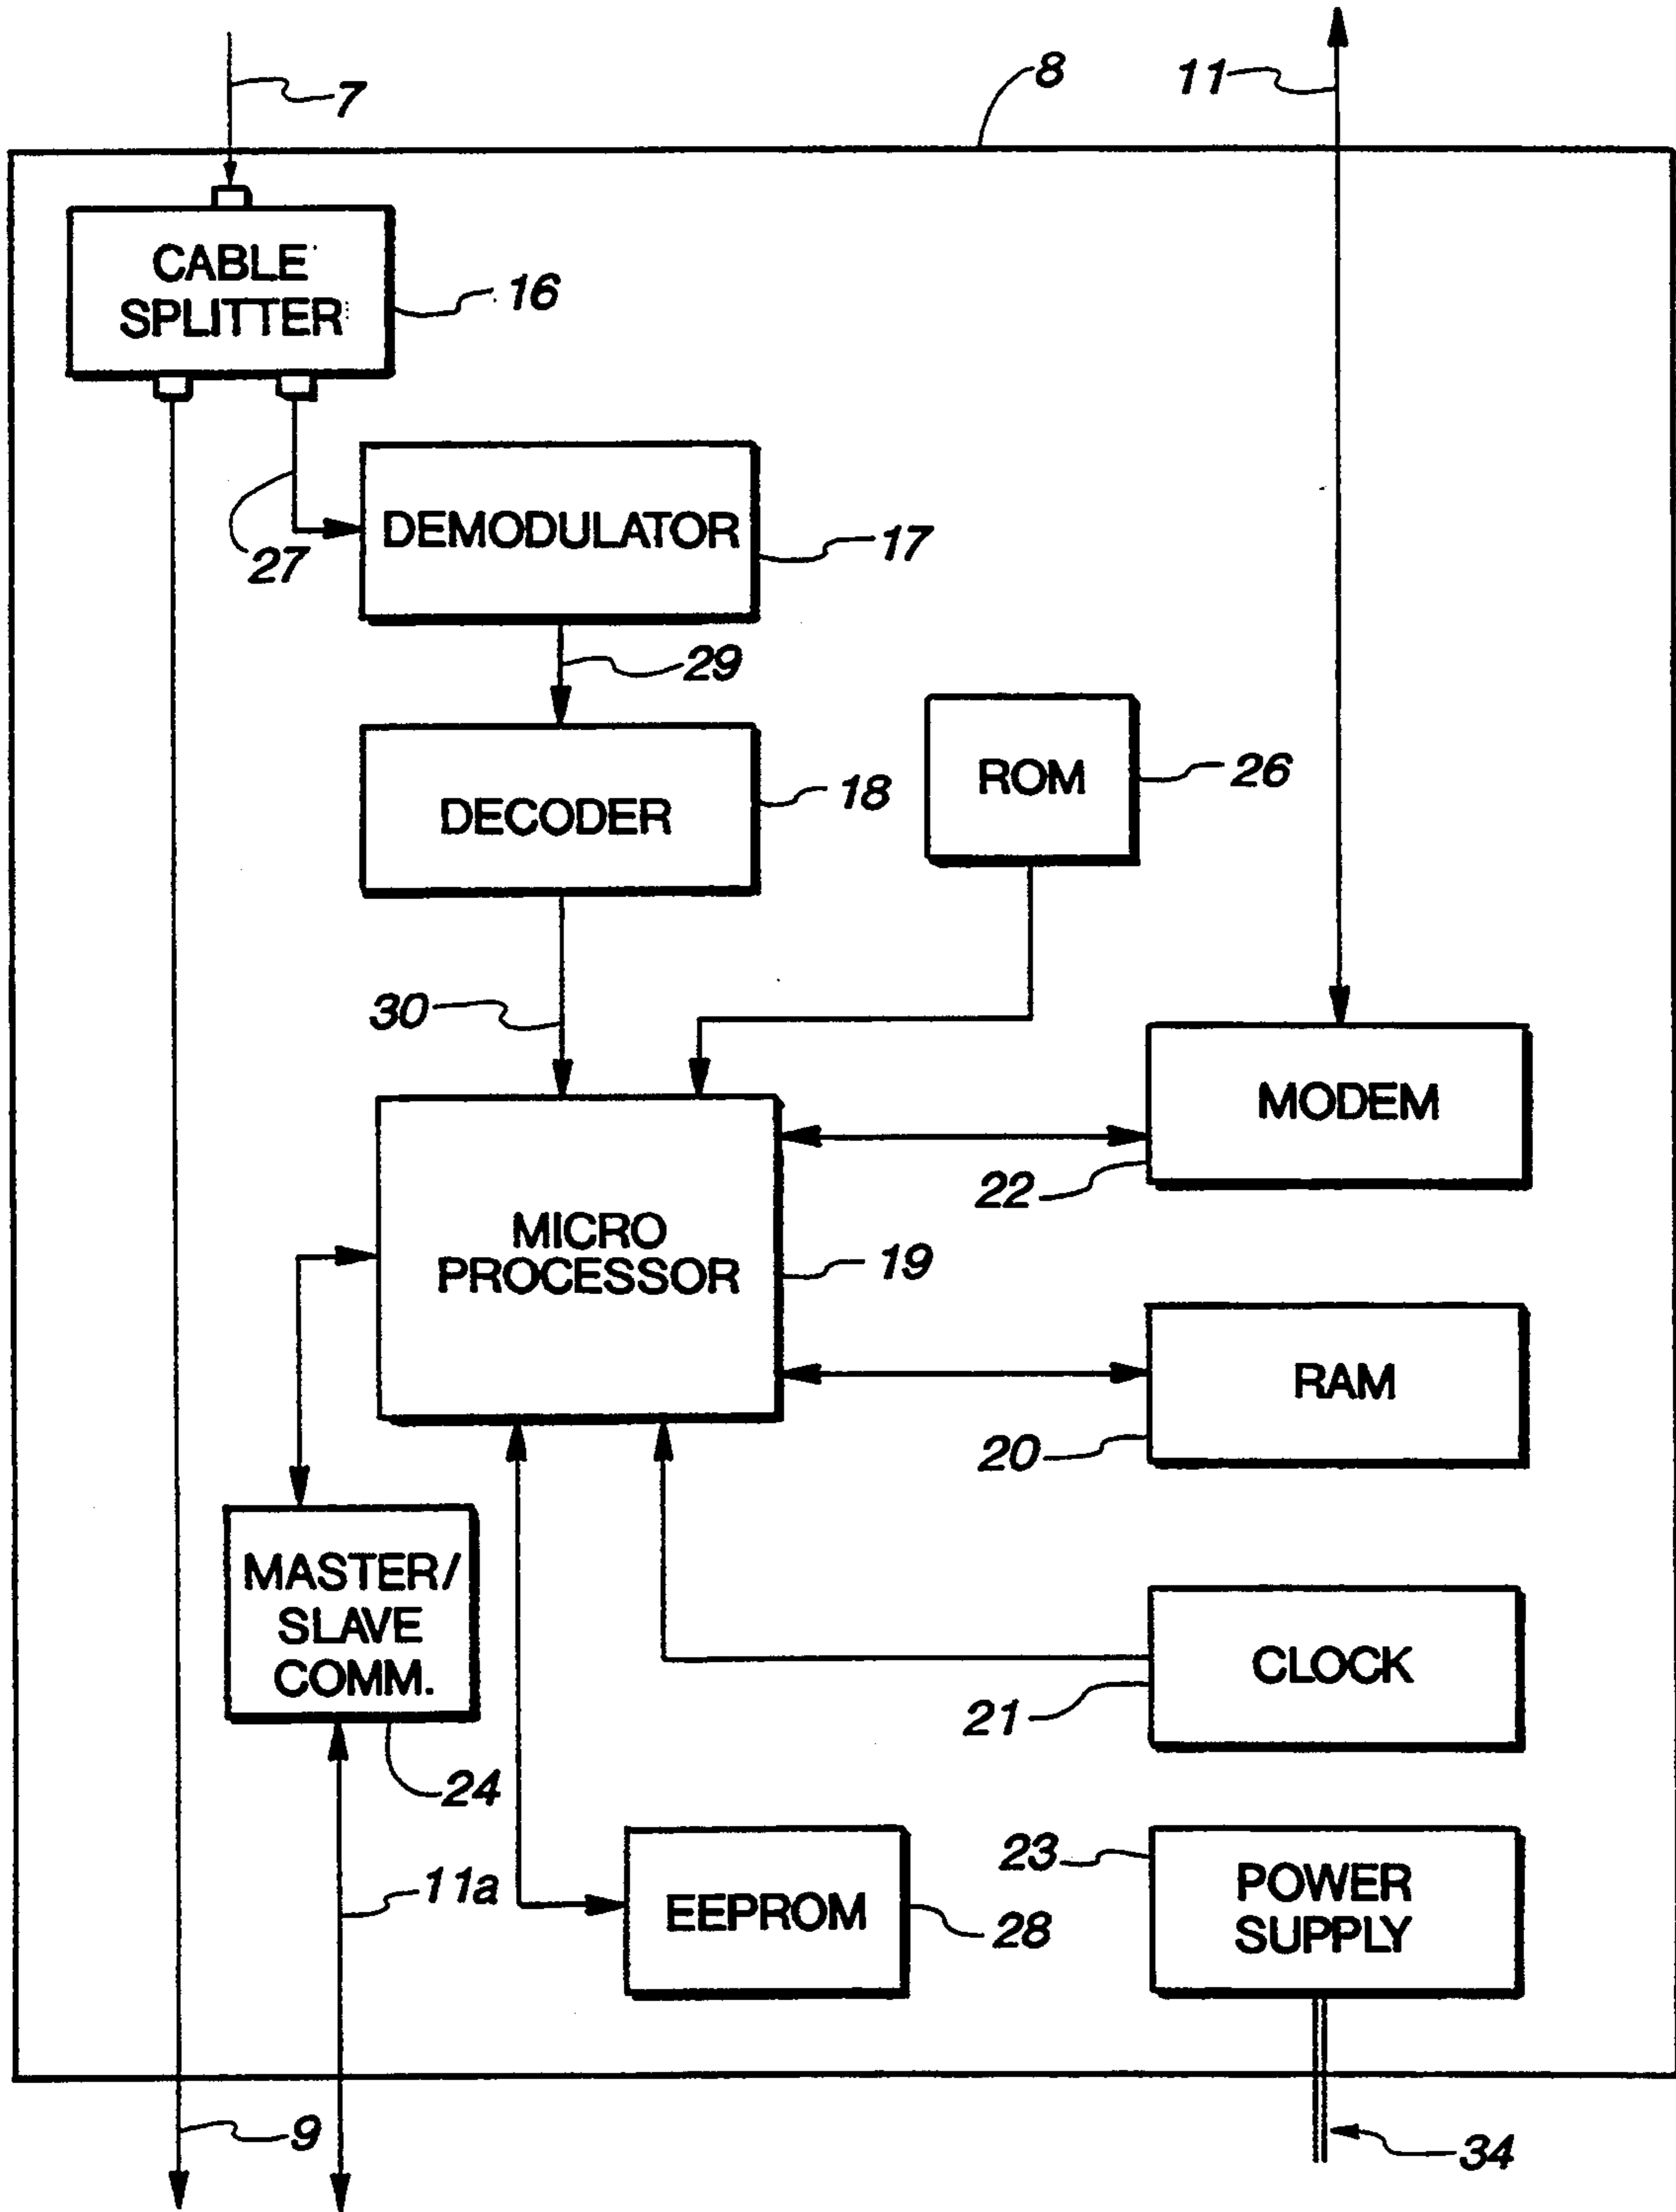 7
8
11
CABLE
SPLITTER
16
27
DEMODULATOR
17
29
DECODER
18
ROM
26
30
MODEM
22
MICRO
PROCESSOR
19
RAM
20
MASTER/
SLAVE
COMM.
24
CLOCK
21
11a
EEPROM
28
23
POWER
SUPPLY
9
34